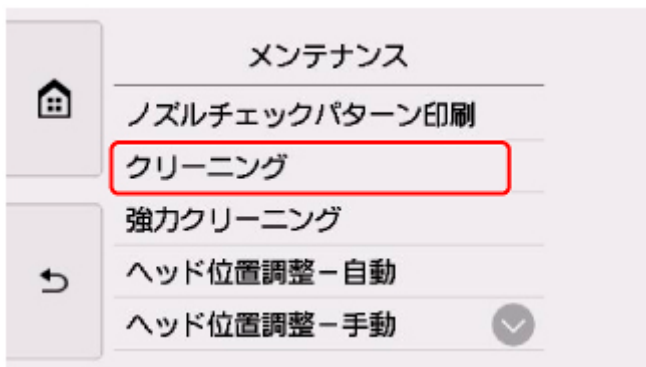 メンテナンス
ノズルチェックパターン印刷
クリーニング
強力クリーニング
ヘッド位置調整－自動
ヘッド位置調整－手動